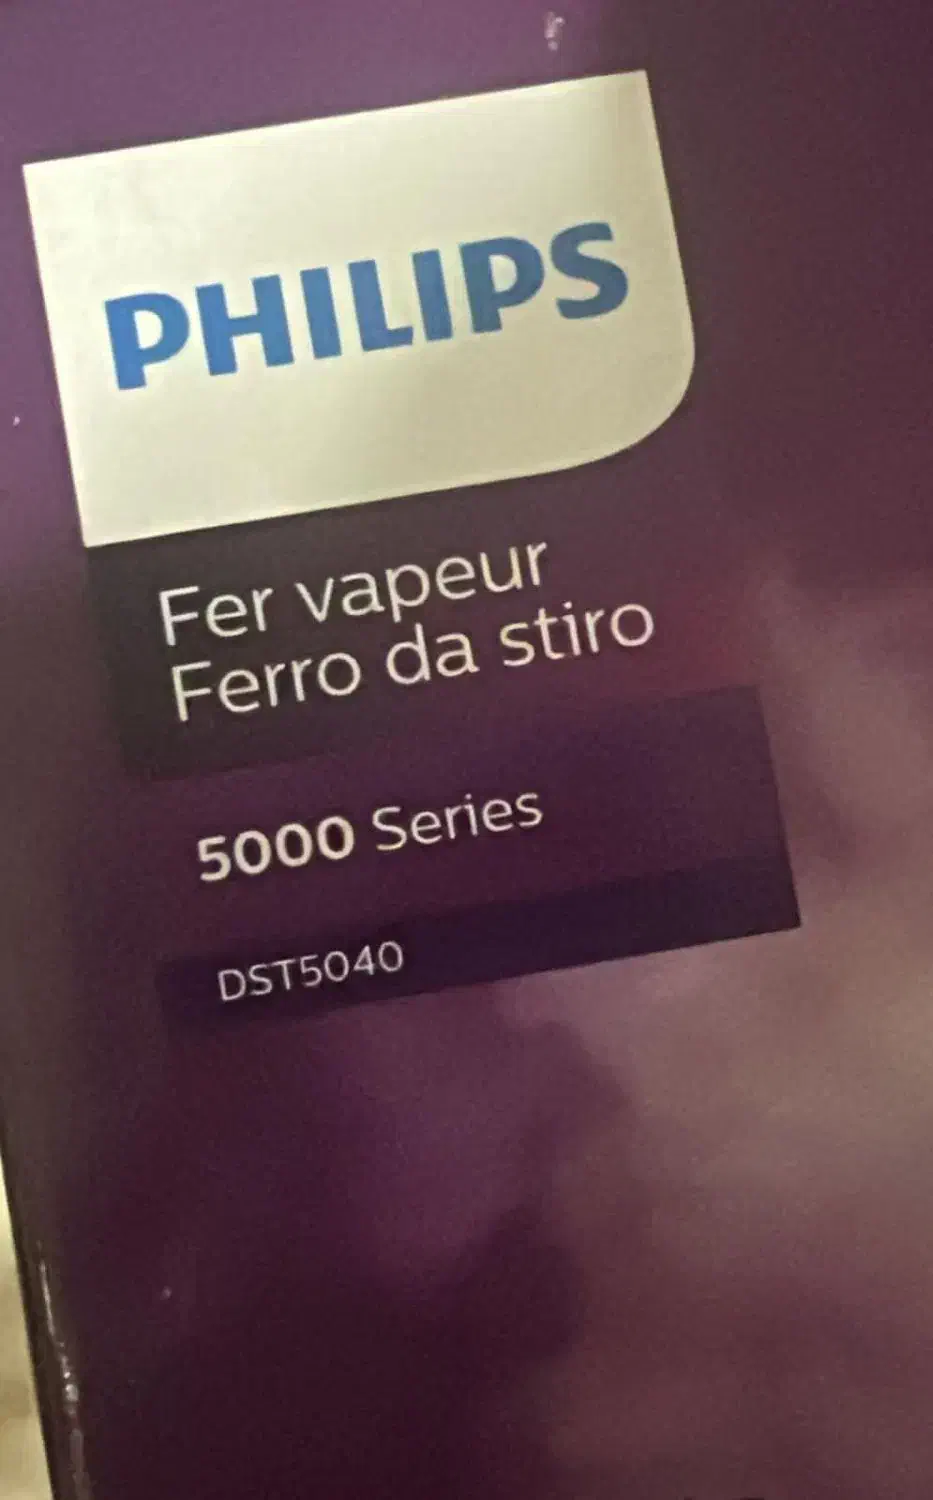 PHILIPS
Fer vapeur
Ferro da stiro
5000 Series
DST5040